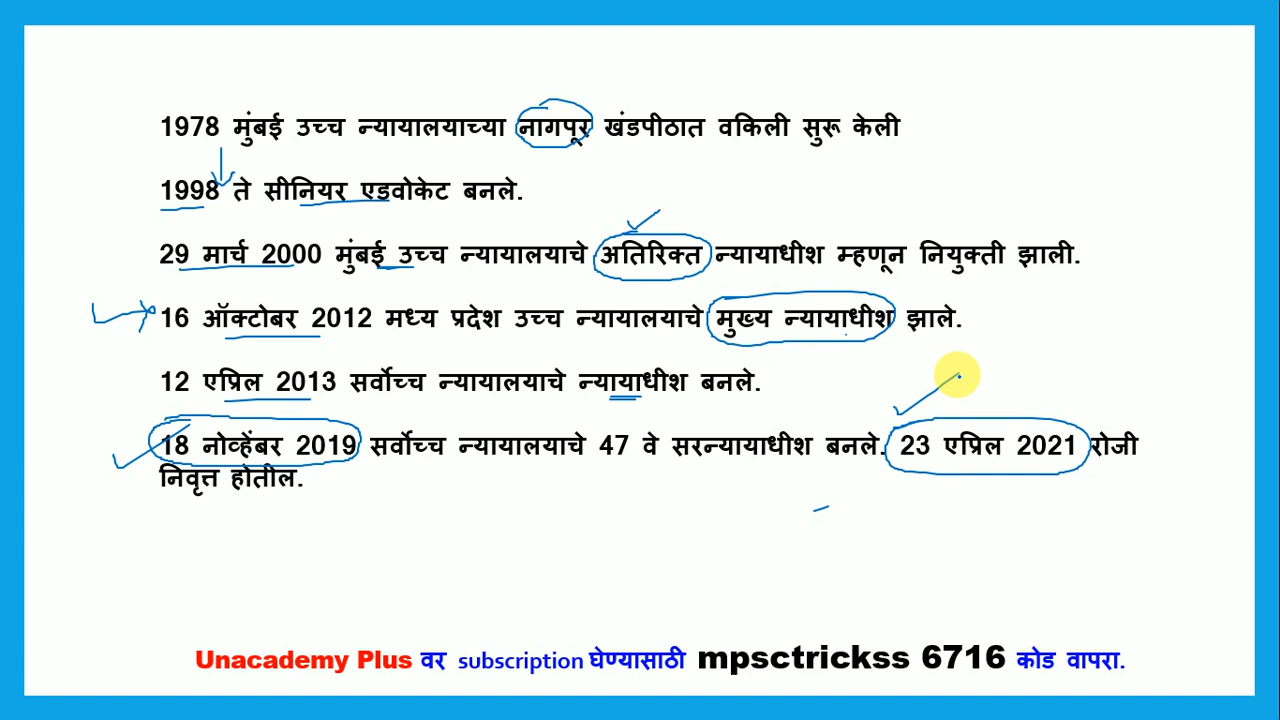 1978 मुंबई उच्च न्यायालयाच्या नागपूर खंडपीठात वकिली सुरू केली
1998 ते सीनियर एडवोकेट बनले.
29 मार्च 2000 मुंबई उच्च न्यायालयाचे अतिरिक्त न्यायाधीश म्हणून नियुक्ती झाली.
16 ऑक्टोबर 2012 मध्य प्रदेश उच्च न्यायालयाचे मुख्य न्यायाधीश झाले.
12 एप्रिल 2013 सर्वोच्च न्यायालयाचे न्यायाधीश बनले.
18 नोव्हेंबर 2019 सर्वोच्च न्यायालयाचे 47 वे सरन्यायाधीश बनले. 23 एप्रिल 2021 रोजी
निवृत्त होतील.
Unacademy Plus वर subscription घेण्यासाठी mpsctrickss 6716 कोड वापरा.